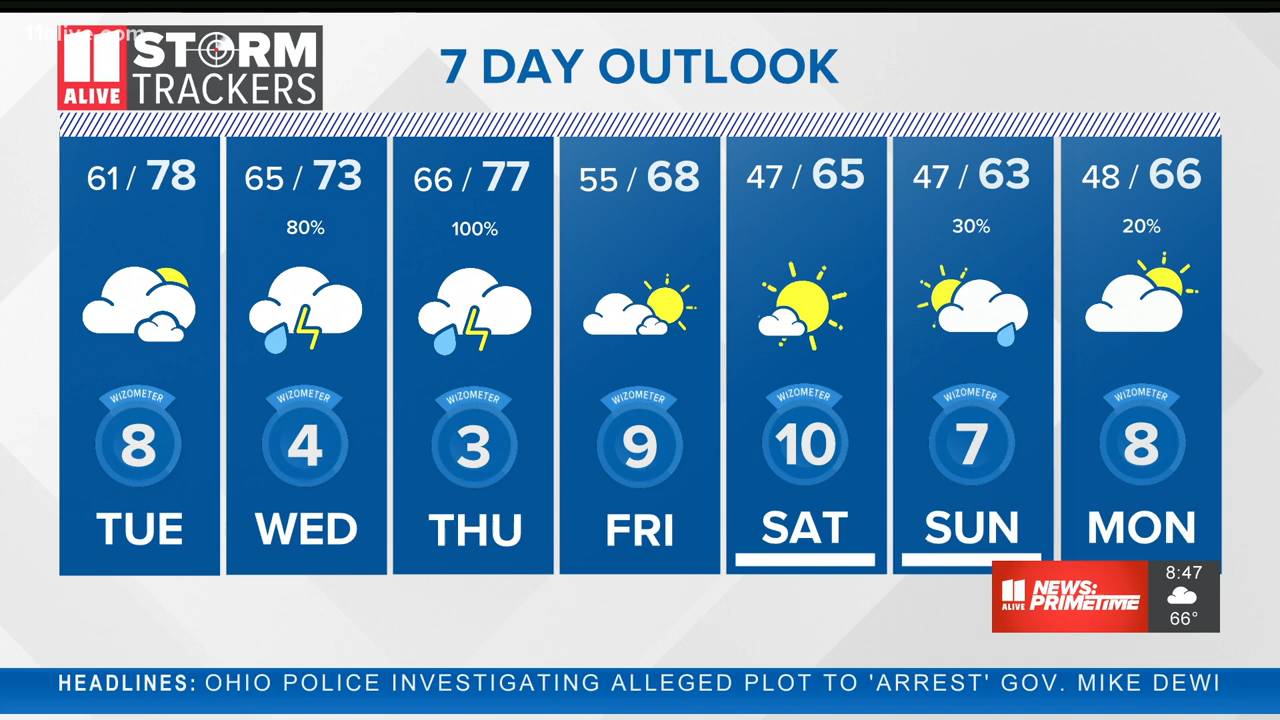 11alive.com
11 ALIVE
STORM
TRACKERS
7 DAY OUTLOOK
61 / 78
65 / 73
66 / 77
55 / 68
47 / 65
47 / 63
48 / 66
80%
100%
30%
20%
WIZOMETER
WIZOMETER
WIZOMETER
WIZOMETER
WIZOMETER
WIZOMETER
WIZOMETER
8
4
3
9
10
7
8
TUE
WED
THU
FRI
SAT
SUN
MON
11 ALIVE
NEWS:
PRIMETIME
8:47
66°
HEADLINES: OHIO POLICE INVESTIGATING ALLEGED PLOT TO 'ARREST' GOV. MIKE DEWI